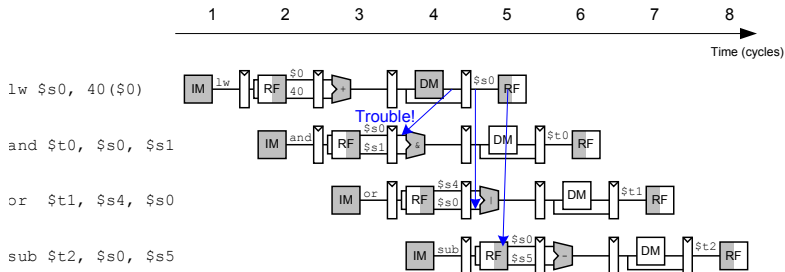 1 2 3 4 5 6 7 8
Time (cycles)
lw $s0, 40($0) IM lw RF $0 40 + DM $s0 RF
Trouble!
and $t0, $s0, $s1 IM and RF $s0 $s1 & DM $t0 RF
or $t1, $s4, $s0 IM or RF $s4 $s0 | DM $t1 RF
sub $t2, $s0, $s5 IM sub RF $s0 $s5 - DM $t2 RF